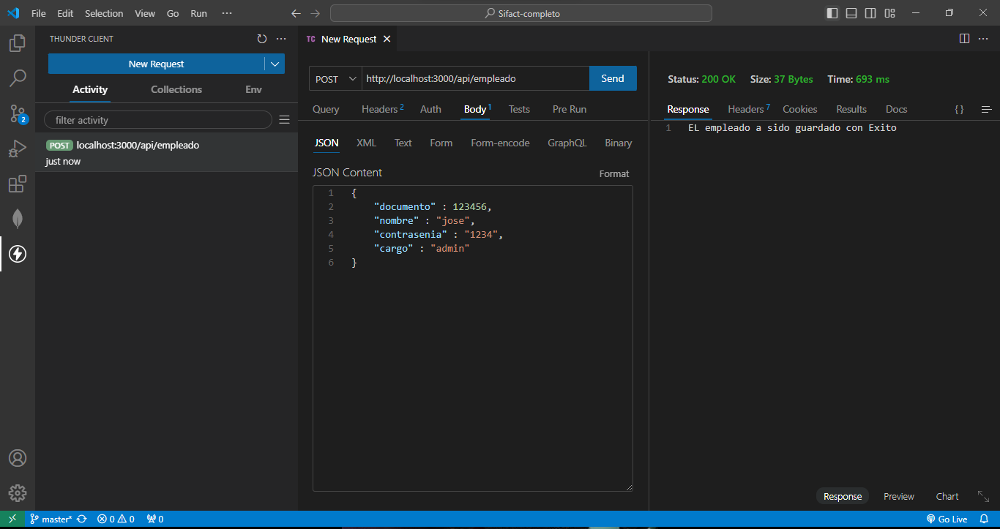 File Edit Selection View Go Run ···
Sifact-completo
THUNDER CLIENT
New Request
Activity Collections Env
filter activity
POST localhost:3000/api/empleado
just now
TC New Request
POST http://localhost:3000/api/empleado Send
Query Headers 2 Auth Body 1 Tests Pre Run
JSON XML Text Form Form-encode GraphQL Binary
JSON Content Format
1 {
2 "documento" : 123456,
3 "nombre" : "jose",
4 "contrasenia" : "1234",
5 "cargo" : "admin"
6 }
Status: 200 OK Size: 37 Bytes Time: 693 ms
Response Headers 7 Cookies Results Docs {}
1 EL empleado a sido guardado con Exito
Response Preview Chart
2
master* 0 0 0 Go Live